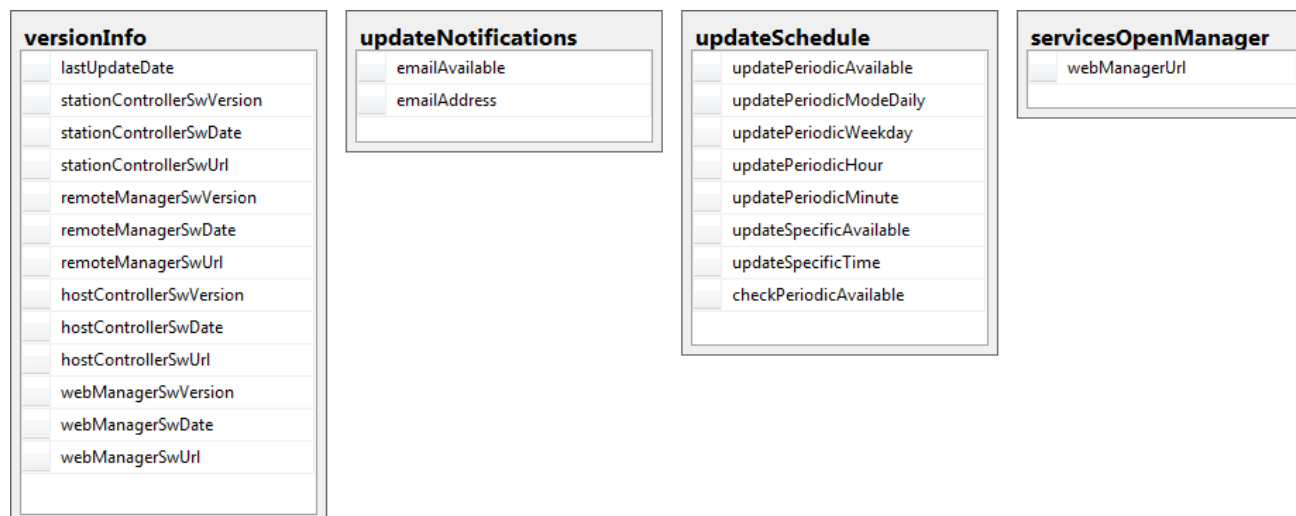 versionInfo
lastUpdateDate
stationControllerSwVersion
stationControllerSwDate
stationControllerSwUrl
remoteManagerSwVersion
remoteManagerSwDate
remoteManagerSwUrl
hostControllerSwVersion
hostControllerSwDate
hostControllerSwUrl
webManagerSwVersion
webManagerSwDate
webManagerSwUrl
updateNotifications
emailAvailable
emailAddress
updateSchedule
updatePeriodicAvailable
updatePeriodicModeDaily
updatePeriodicWeekday
updatePeriodicHour
updatePeriodicMinute
updateSpecificAvailable
updateSpecificTime
checkPeriodicAvailable
servicesOpenManager
webManagerUrl